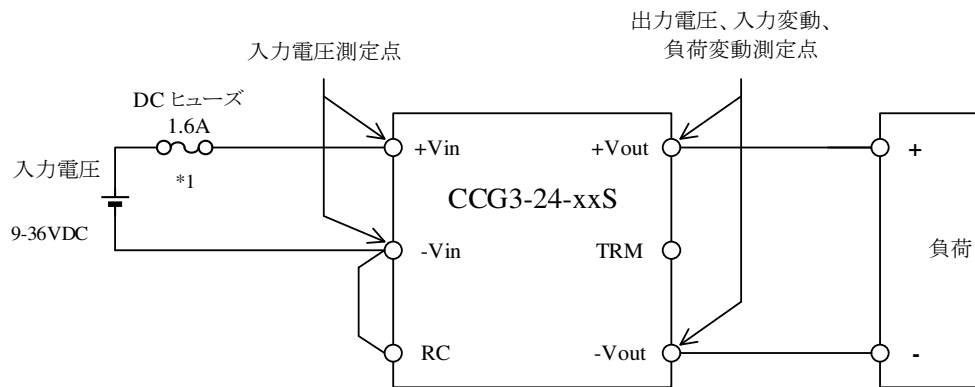 出力電圧、入力変動、
負荷変動測定点
入力電圧測定点
DC ヒューズ
1.6A
*1
入力電圧
9-36VDC
+Vin
+Vout
+
CCG3-24-xxS
-Vin
TRM
負荷
RC
-Vout
-